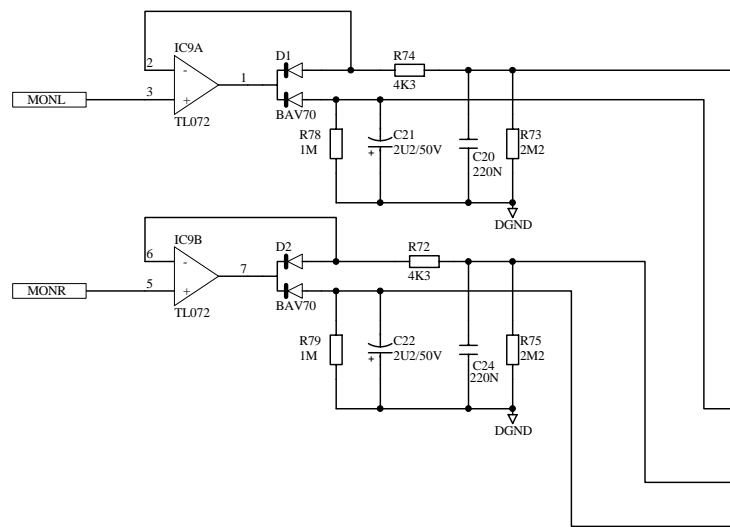 IC9A
2
-
MONL
3
+
TL072
1
D1
BAV70
R74
4K3
R78
1M
C21
2U2/50V
+
C20
220N
R73
2M2
DGND
IC9B
6
-
MONR
5
+
TL072
7
D2
BAV70
R72
4K3
R79
1M
C22
2U2/50V
+
C24
220N
R75
2M2
DGND